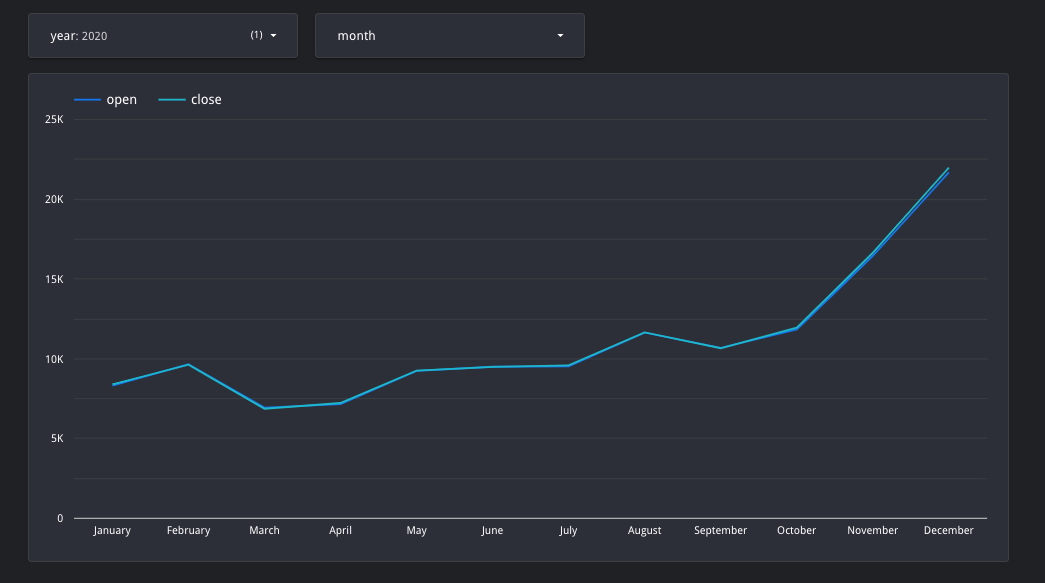 year: 2020 (1)
month
open close
25K
20K
15K
10K
5K
0
January February March April May June July August September October November December